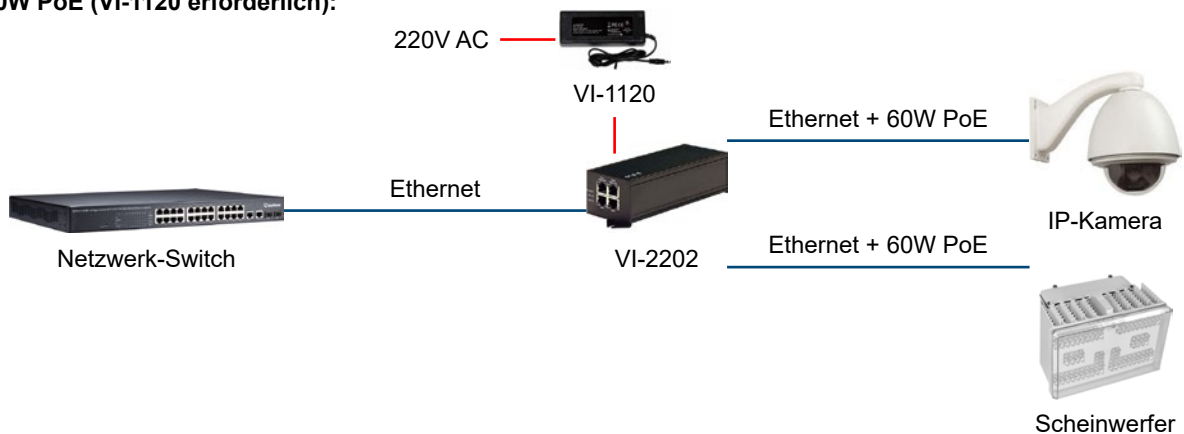 0W PoE (VI-1120 erforderlich):
220V AC
VI-1120
Ethernet + 60W PoE
Ethernet
IP-Kamera
Netzwerk-Switch
VI-2202
Ethernet + 60W PoE
Scheinwerfer